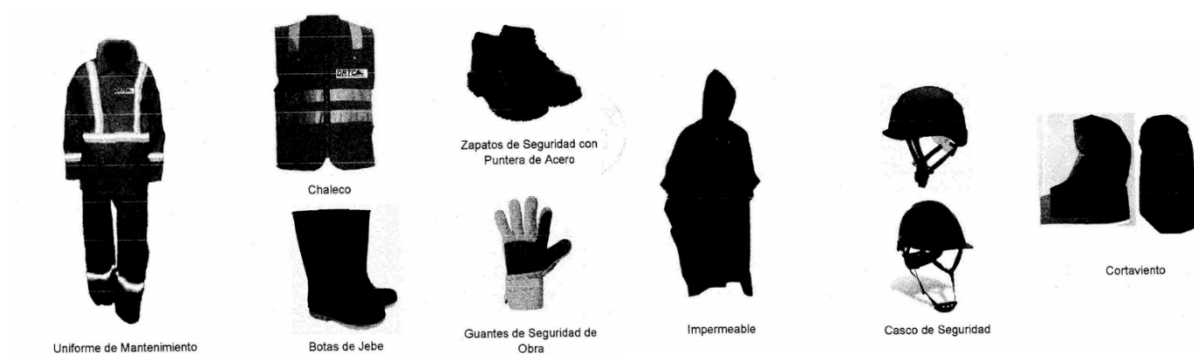 Uniforme de Mantenimiento
Chaleco
Botas de Jebe
Zapatos de Seguridad con
Puntera de Acero
Guantes de Seguridad de
Obra
Impermeable
Casco de Seguridad
Cortaviento